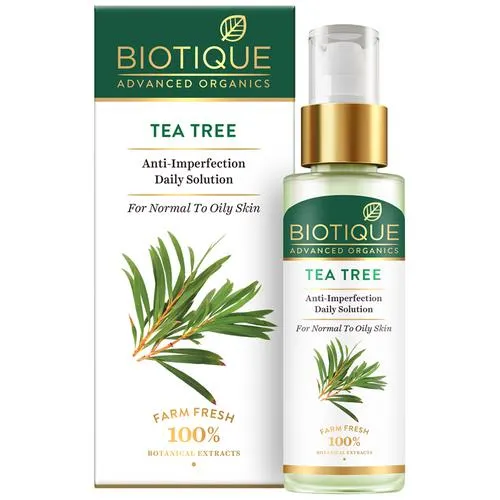 BIOTIQUE
ADVANCED ORGANICS
TEA TREE
Anti-Imperfection
Daily Solution
For Normal To Oily Skin
FARM FRESH
100%
BOTANICAL EXTRACTS
BIOTIQUE
ADVANCED ORGANICS
TEA TREE
Anti-Imperfection
Daily Solution
For Normal To Oily Skin
FARM FRESH
100%
BOTANICAL EXTRACTS